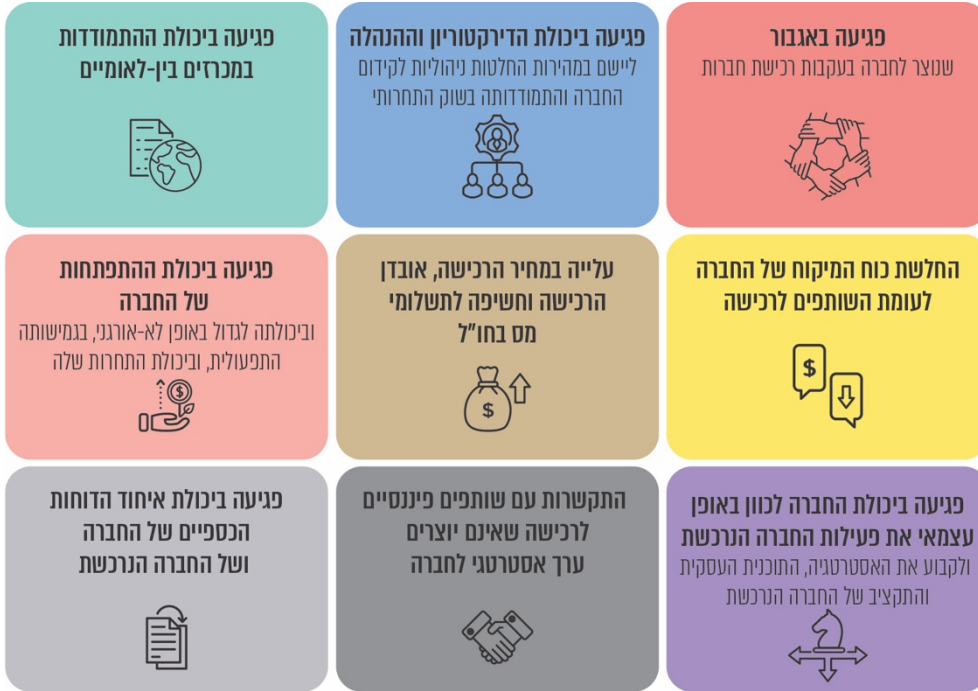 פגיעה באגבור
שנוצר לחברה בעקבות רכישת חברות
פגיעה ביכולת הדירקטוריון וההנהלה
ליישם במהירות החלטות ניהוליות לקידום
החברה והתמודדותה בשוק התחרותי
פגיעה ביכולת ההתמודדות
במכרזים בין-לאומיים
החלשת כוח המיקוח של החברה
לעומת השותפים לרכישה
$
עלייה במחיר הרכישה, אובדן
הרכישה וחשיפה לתשלומי
מס בחו"ל
$
פגיעה ביכולת ההתפתחות
של החברה
וביכולתה לגדול באופן לא-אורגני, בגמישותה
התפעולית, וביכולת התחרות שלה
$
פגיעה ביכולת החברה לכוון באופן
עצמאי את פעילות החברה הנרכשת
ולקבוע את האסטרטגיה, התוכנית העסקית
והתקציב של החברה הנרכשת
התקשרות עם שותפים פיננסיים
לרכישה שאינם יוצרים
ערך אסטרטגי לחברה
פגיעה ביכולת איחוד הדוחות
הכספיים של החברה
ושל החברה הנרכשת